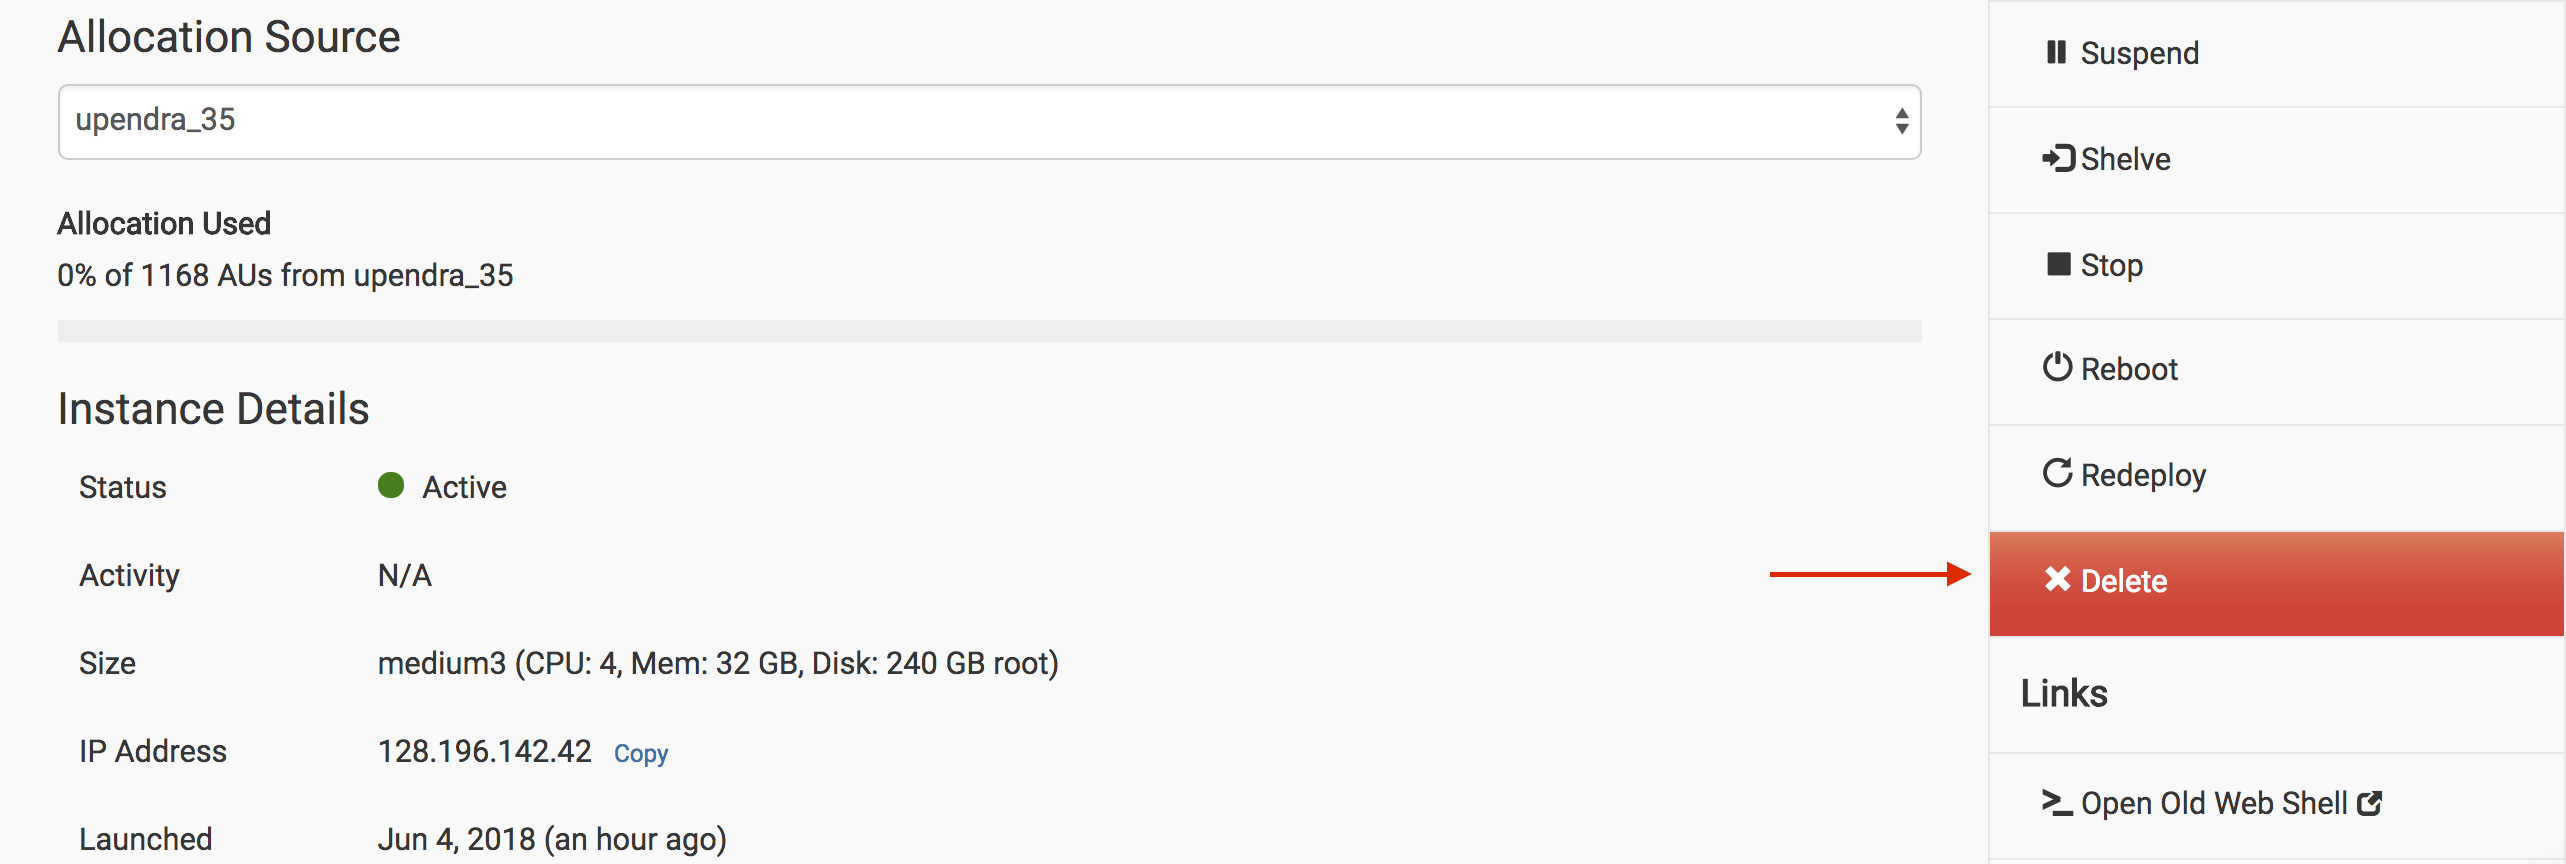 Allocation Source
upendra_35
Allocation Used
0% of 1168 AUs from upendra_35
Instance Details
Status Active
Activity N/A
Size medium3 (CPU: 4, Mem: 32 GB, Disk: 240 GB root)
IP Address 128.196.142.42 Copy
Launched Jun 4, 2018 (an hour ago)
Suspend
Shelve
Stop
Reboot
Redeploy
Delete
Links
Open Old Web Shell